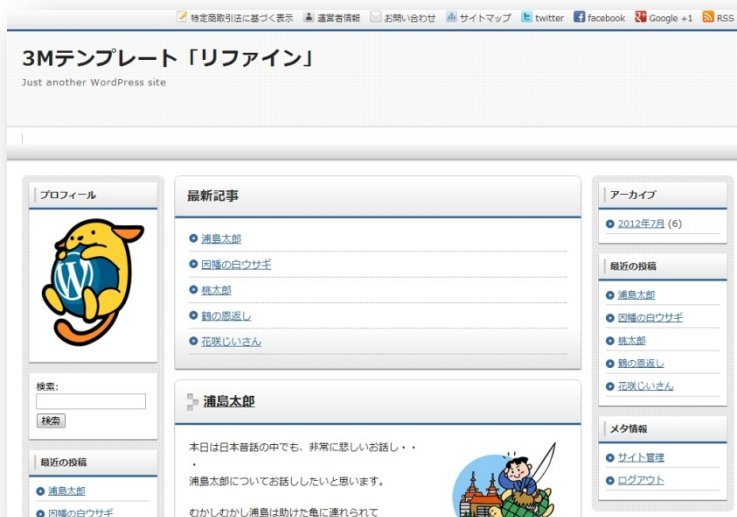 特定商取引法に基づく表示 運営者情報 お問い合わせ サイトマップ twitter facebook Google +1 RSS
3Mテンプレート「リファイン」
Just another WordPress site
プロフィール
検索:
検索
最近の投稿
浦島太郎
因幡の白ウサギ
最新記事
浦島太郎
因幡の白ウサギ
桃太郎
鶴の恩返し
花咲じいさん
浦島太郎
本日は日本昔話の中でも、非常に悲しいお話し・・
・
浦島太郎についてお話ししたいと思います。
むかしむかし浦島は助けた亀に連れられて
アーカイブ
2012年7月 (6)
最近の投稿
浦島太郎
因幡の白ウサギ
桃太郎
鶴の恩返し
花咲じいさん
メタ情報
サイト管理
ログアウト